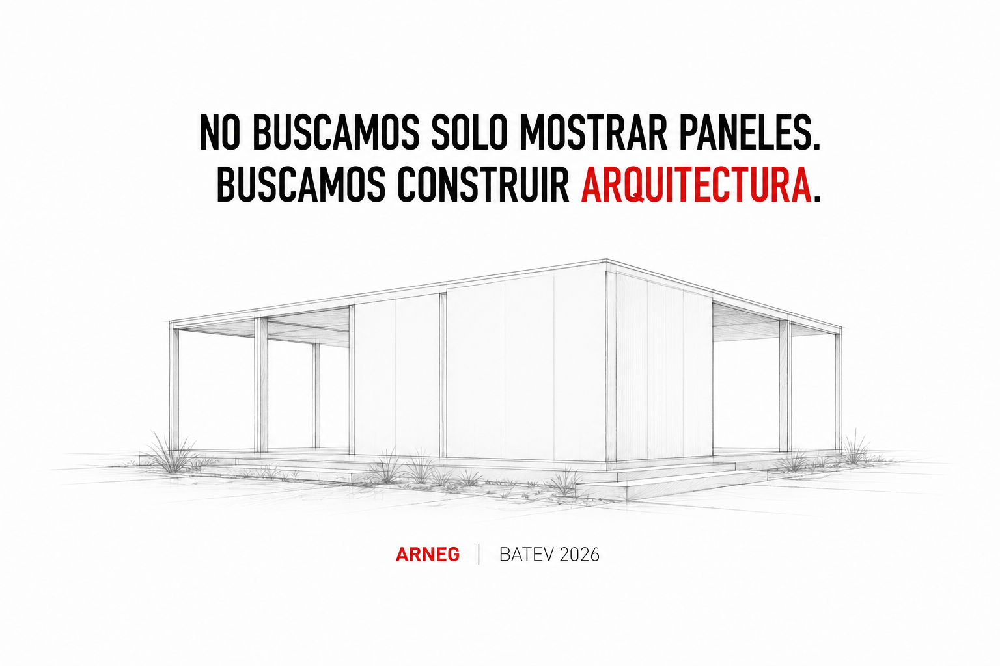 NO BUSCAMOS SOLO MOSTRAR PANELES.
BUSCAMOS CONSTRUIR ARQUITECTURA.
ARNEG | BATEV 2026